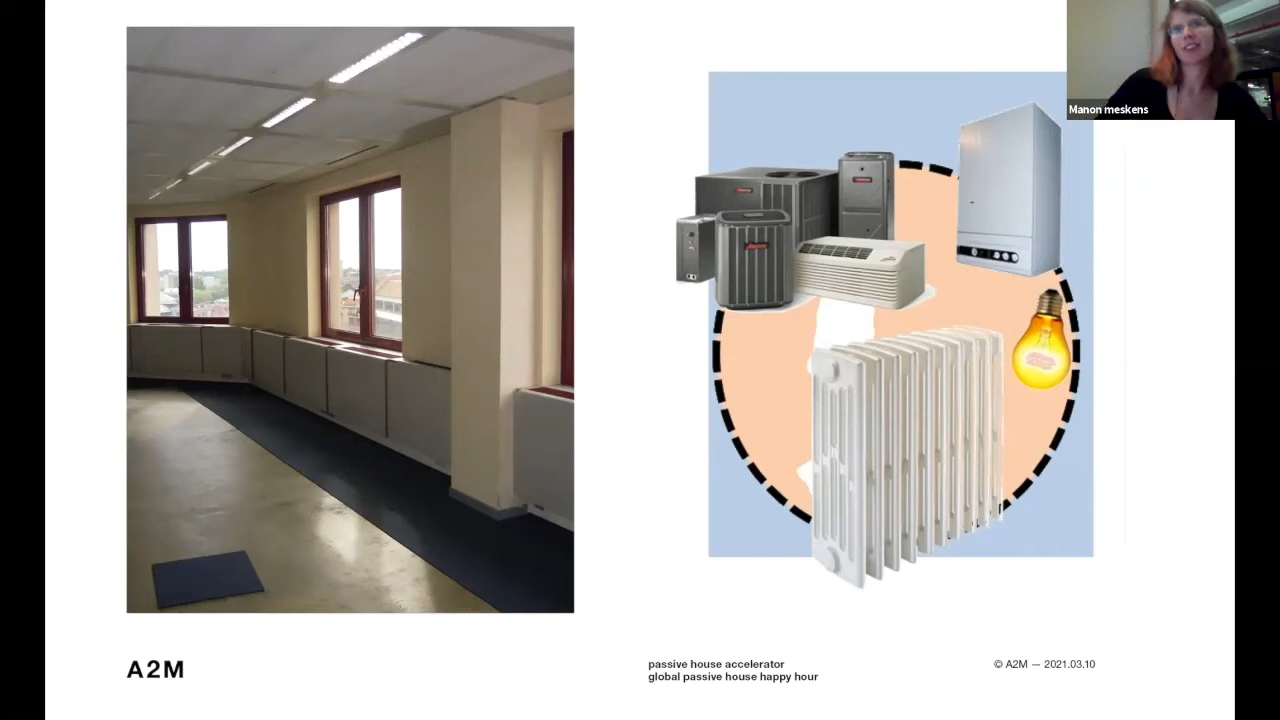 Manon meskens
A2M
passive house accelerator
global passive house happy hour
© A2M — 2021.03.10